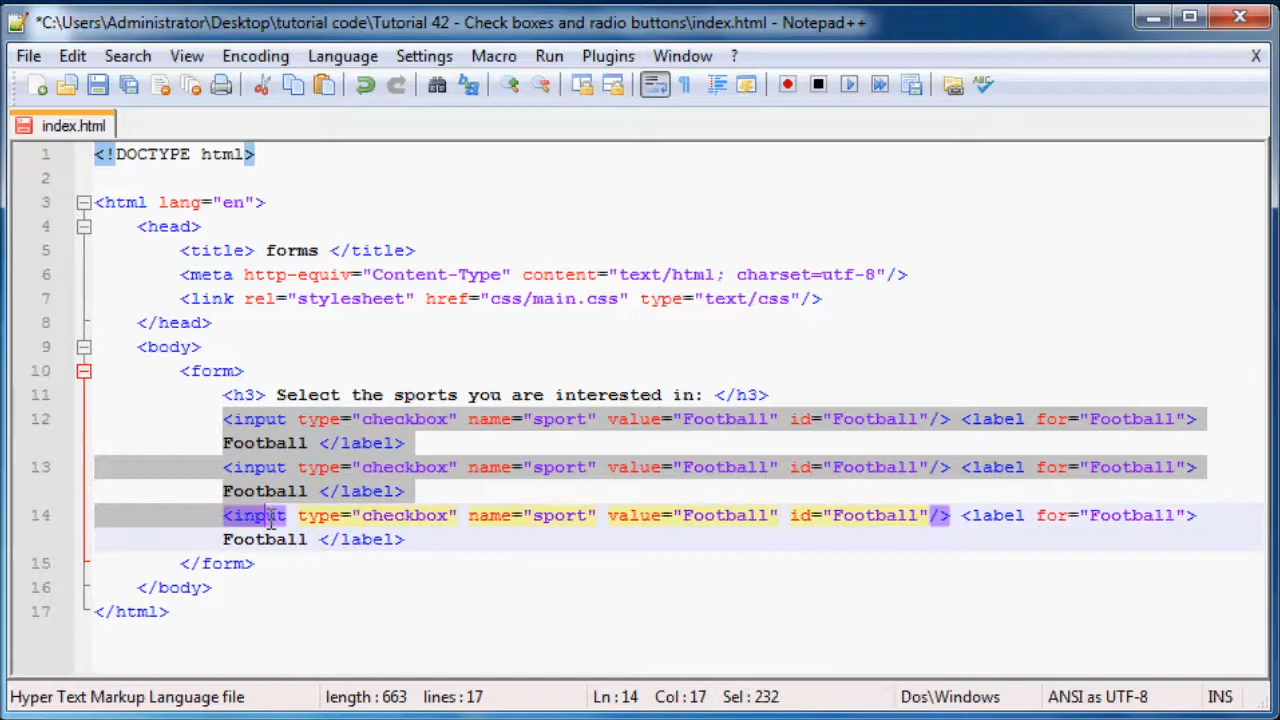 *C:\Users\Administrator\Desktop\tutorial code\Tutorial 42 - Check boxes and radio buttons\index.html - Notepad++
File Edit Search View Encoding Language Settings Macro Run Plugins Window ? X
ABC
index.html
1 <!DOCTYPE html>
2
3 <html lang="en">
4 <head>
5 <title> forms </title>
6 <meta http-equiv="Content-Type" content="text/html; charset=utf-8"/>
7 <link rel="stylesheet" href="css/main.css" type="text/css"/>
8 </head>
9 <body>
10 <form>
11 <h3> Select the sports you are interested in: </h3>
12 <input type="checkbox" name="sport" value="Football" id="Football"/> <label for="Football">
Football </label>
13 <input type="checkbox" name="sport" value="Football" id="Football"/> <label for="Football">
Football </label>
14 <input type="checkbox" name="sport" value="Football" id="Football"/> <label for="Football">
Football </label>
15 </form>
16 </body>
17 </html>
Hyper Text Markup Language file length : 663 lines : 17 Ln : 14 Col : 17 Sel : 232 Dos\Windows ANSI as UTF-8 INS